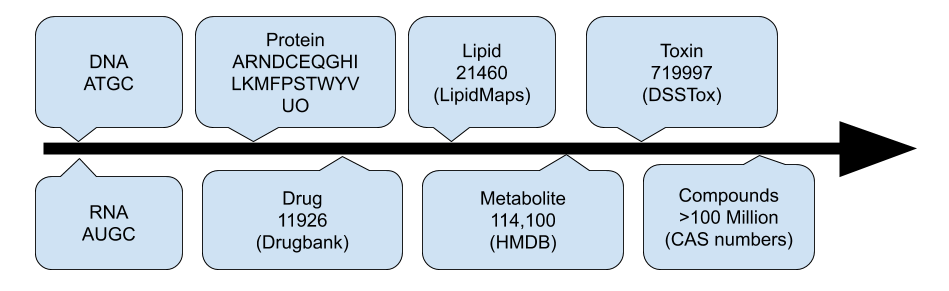 DNA
ATGC
Protein
ARNDCEQGHI
LKMFPSTWYV
UO
Lipid
21460
(LipidMaps)
Toxin
719997
(DSSTox)
RNA
AUGC
Drug
11926
(Drugbank)
Metabolite
114,100
(HMDB)
Compounds
>100 Million
(CAS numbers)